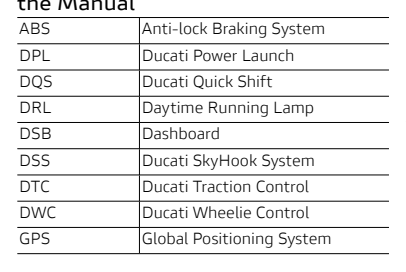 the Manual
ABS Anti-lock Braking System
DPL Ducati Power Launch
DQS Ducati Quick Shift
DRL Daytime Running Lamp
DSB Dashboard
DSS Ducati SkyHook System
DTC Ducati Traction Control
DWC Ducati Wheelie Control
GPS Global Positioning System